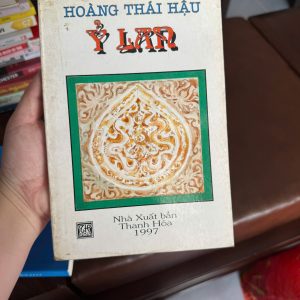 HOÀNG THÁI HẬU
Ỷ LAN
Nhà Xuất bản
Thanh Hóa
1997